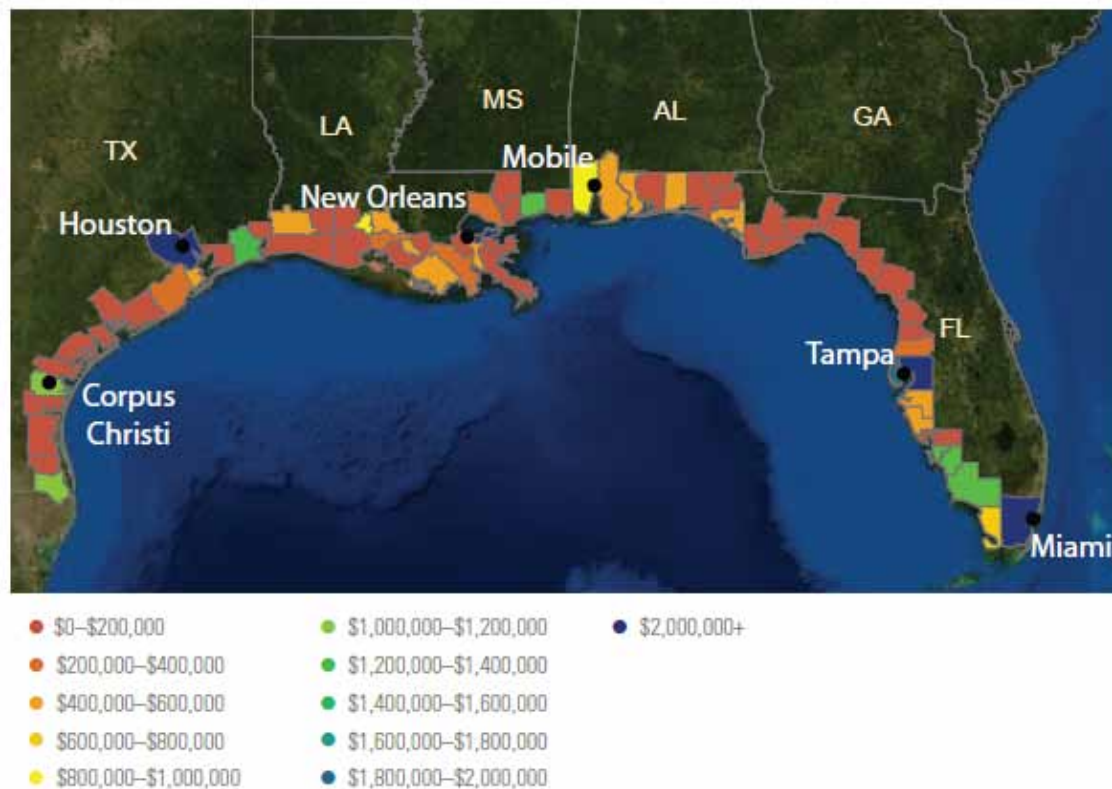 MS
AL
GA
LA
TX
Mobile
New Orleans
Houston
FL
Tampa
Corpus
Christi
Miami
$0–$200,000
$200,000–$400,000
$400,000–$600,000
$600,000–$800,000
$800,000–$1,000,000
$1,000,000–$1,200,000
$1,200,000–$1,400,000
$1,400,000–$1,600,000
$1,600,000–$1,800,000
$1,800,000–$2,000,000
$2,000,000+